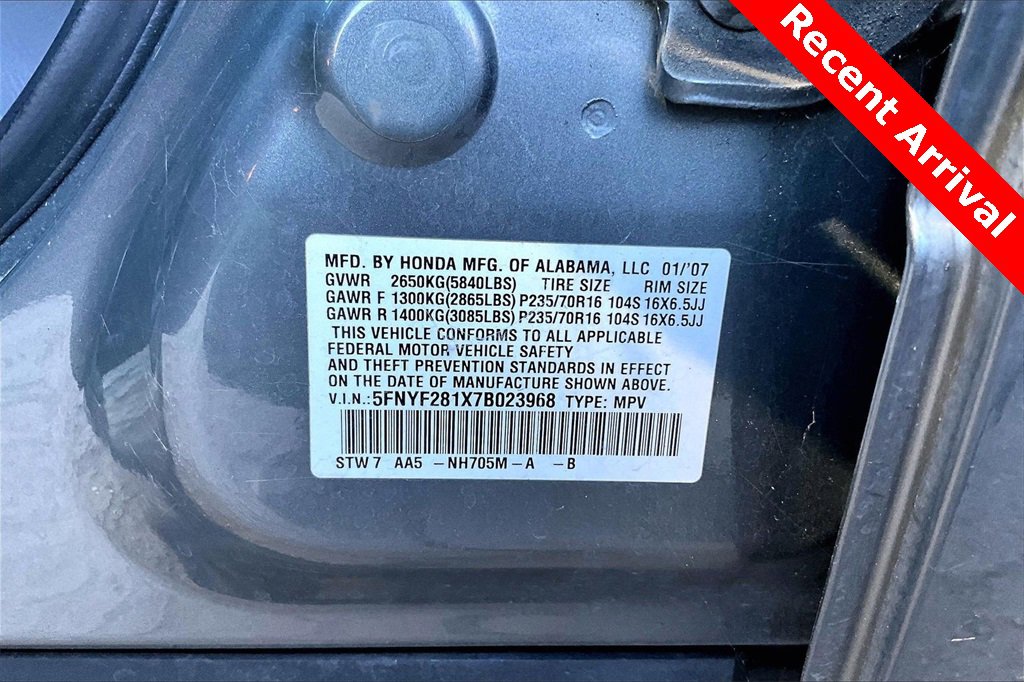 Recent Arrival
MFD. BY HONDA MFG. OF ALABAMA, LLC 01/'07
GVWR 2650KG(5840LBS) TIRE SIZE RIM SIZE
GAWR F 1300KG(2865LBS) P235/70R16 104S 16X6.5JJ
GAWR R 1400KG(3085LBS) P235/70R16 104S 16X6.5JJ
THIS VEHICLE CONFORMS TO ALL APPLICABLE
FEDERAL MOTOR VEHICLE SAFETY
AND THEFT PREVENTION STANDARDS IN EFFECT
ON THE DATE OF MANUFACTURE SHOWN ABOVE.
V.I.N.: 5FNYF281X7B023968 TYPE: MPV
STW7 AA5 -NH705M-A -B